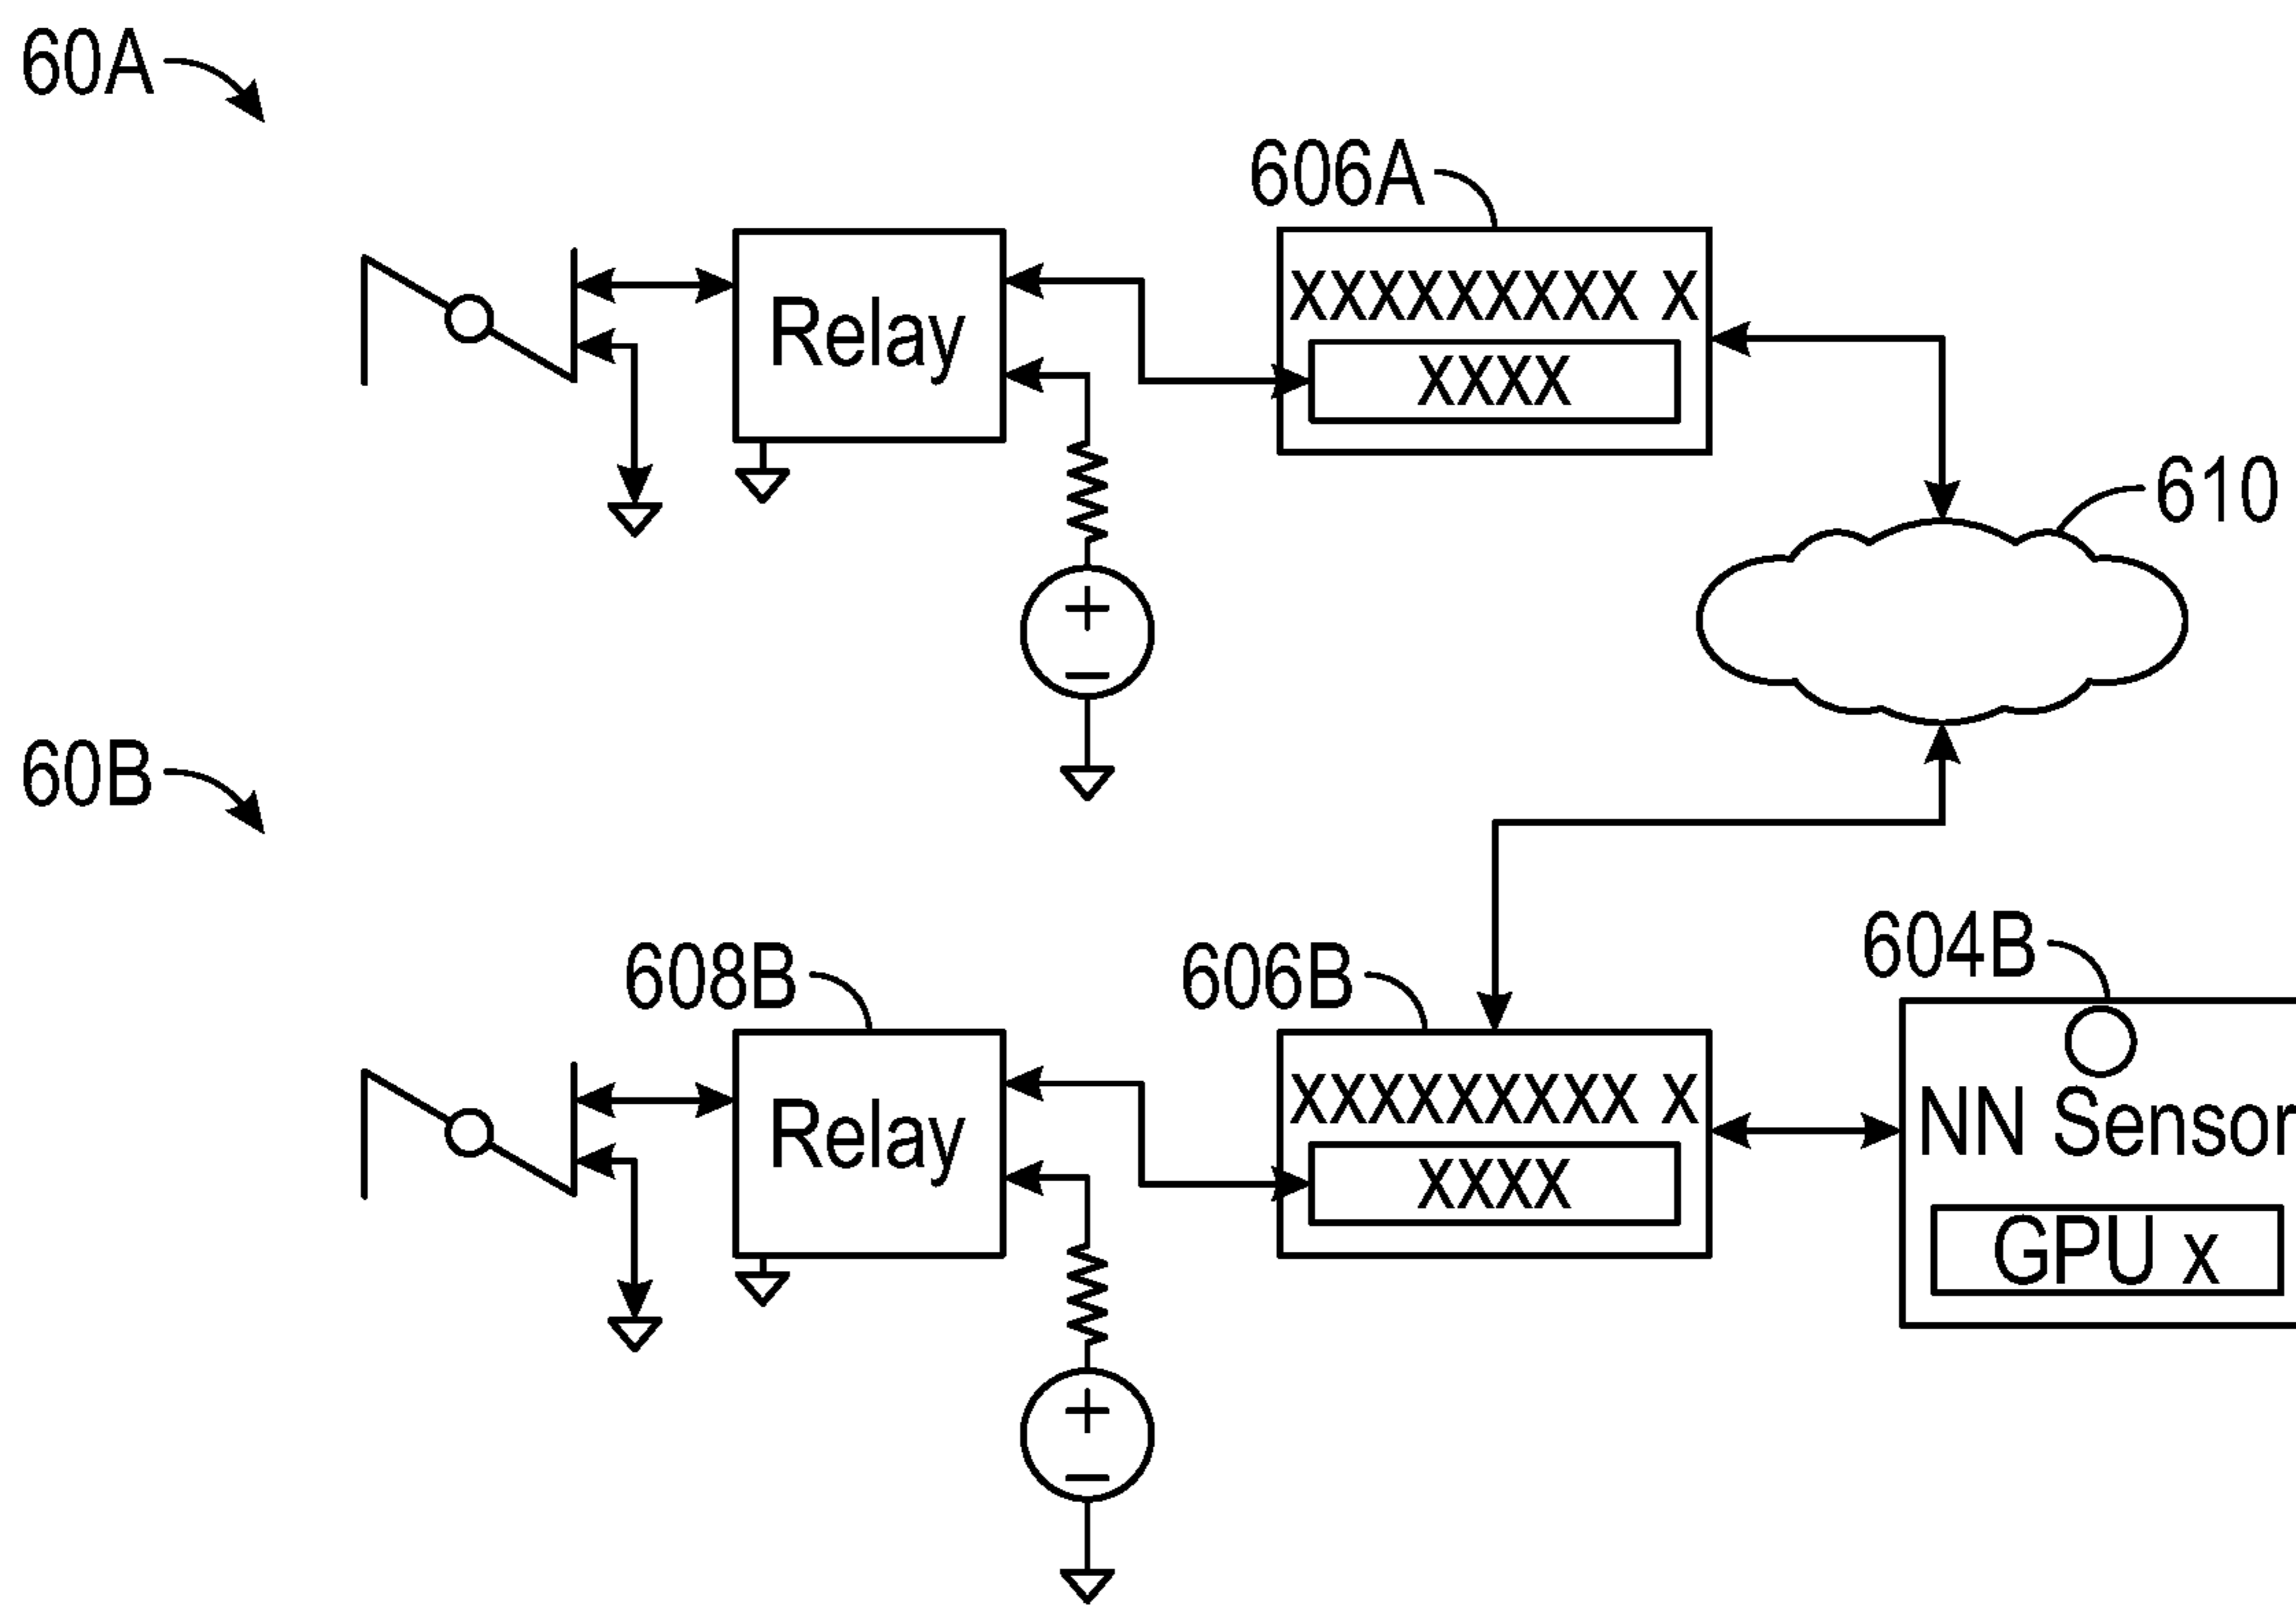 60A
606A
xxxxxxxxx x
Relay
xxxx
610
+
−
60B
608B
606B
604B
xxxxxxxxx x
Relay
xxxx
NN Sensor
GPU x
+
−